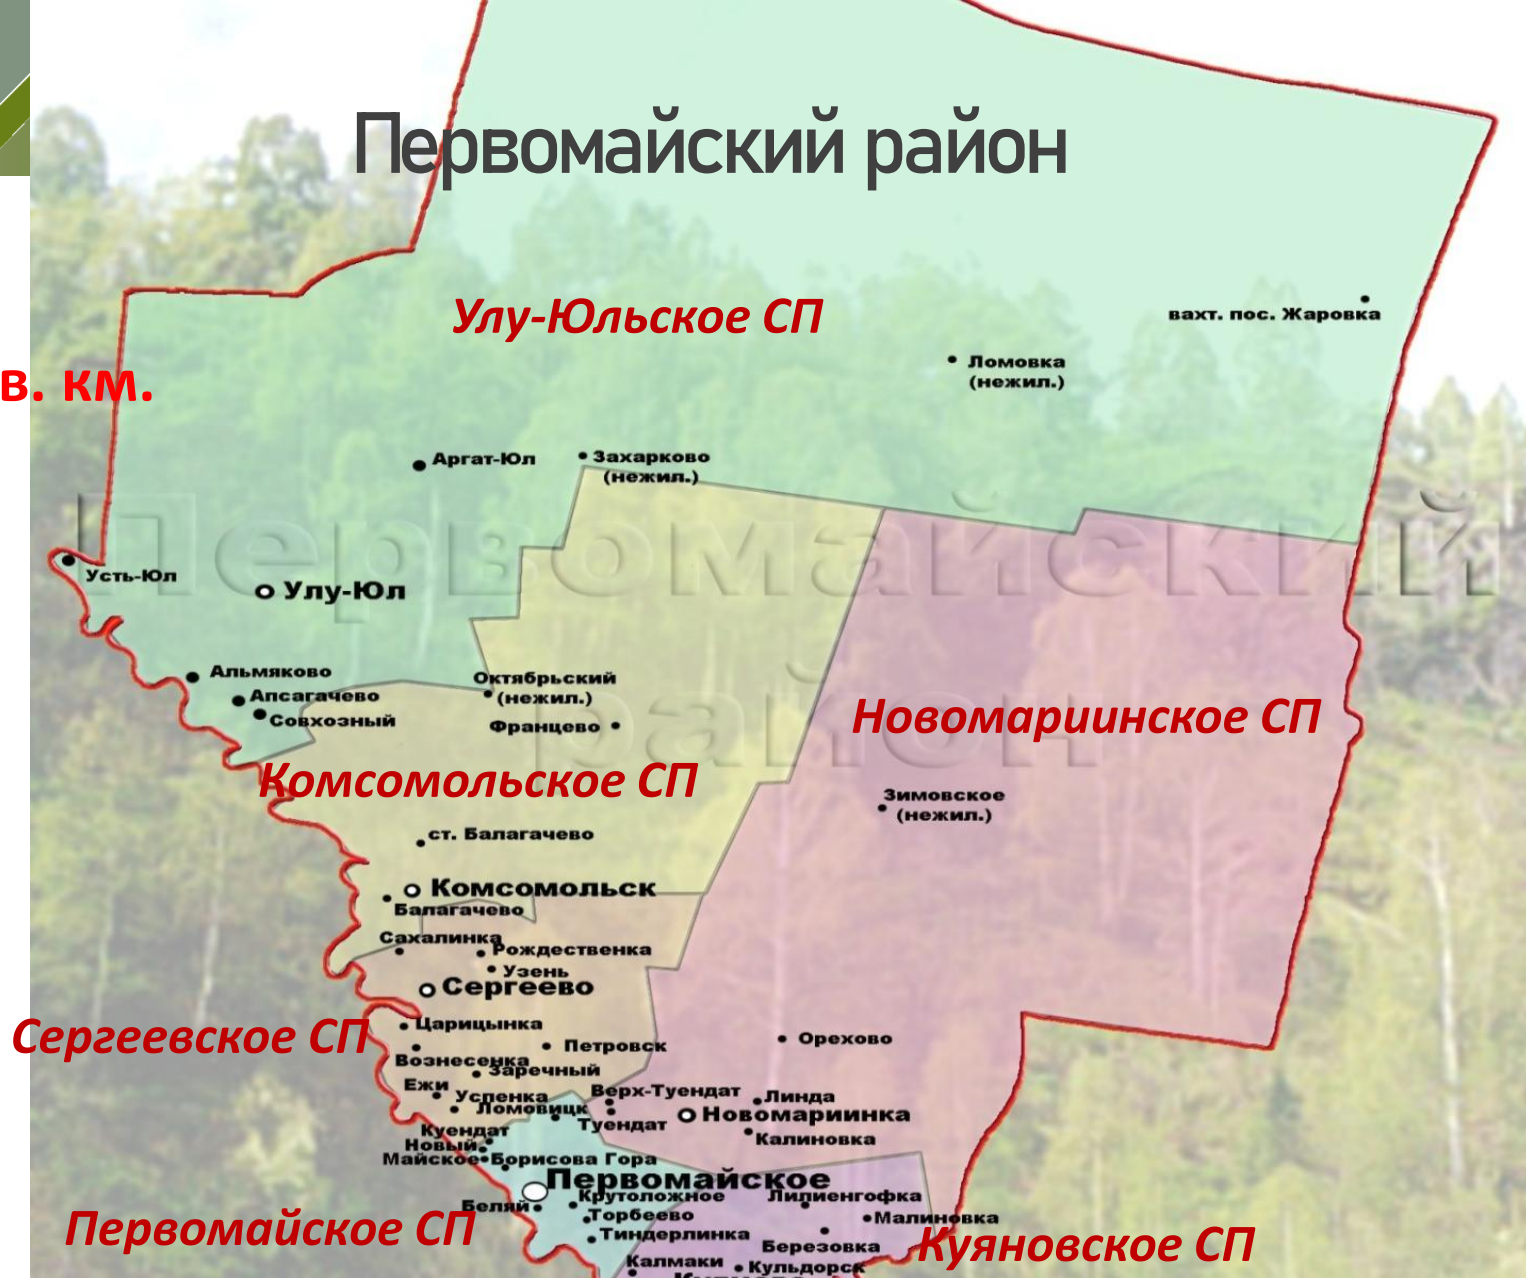 Первомайский район
Улу-Юльское СП
вахт. пос. Жаровка
Ломовка
(нежил.)
в. км.
Аргат-Юл
Захарково
(нежил.)
Первомайский
район
Усть-Юл
Улу-Юл
Альмяково
Апсагачево
Совхозный
Октябрьский
(нежил.)
Францево
Новомариинское СП
Комсомольское СП
Зимовское
(нежил.)
ст. Балагачево
Комсомольск
Балагачево
Сахалинка
Рождественка
Узень
Сергеево
Сергеевское СП
Царицынка
Орехово
Вознесенка
Петровск
Заречный
Ежи
Успенка
Верх-Туендат
Линда
Ломовицк
Новомариинка
Туендат
Куендат
Калиновка
Новый
Майское
Борисова Гора
Первомайское
Крутоложное
Лилиенгофка
Беляй
Торбеево
Малиновка
Первомайское СП
Тиндерлинка
Березовка
Куяновское СП
Калмаки
Кульдорск